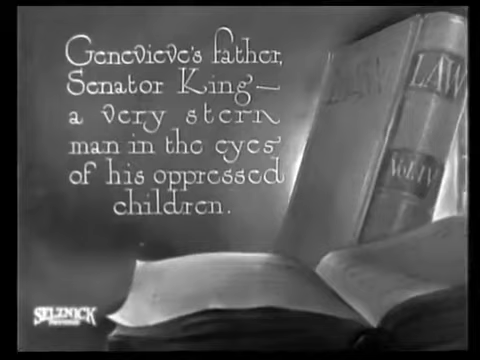 Genevieve's father,
Senator King—
a very stern
man in the eyes
of his oppressed
children.
LAW
LAW
Vol. IV
SELZNICK